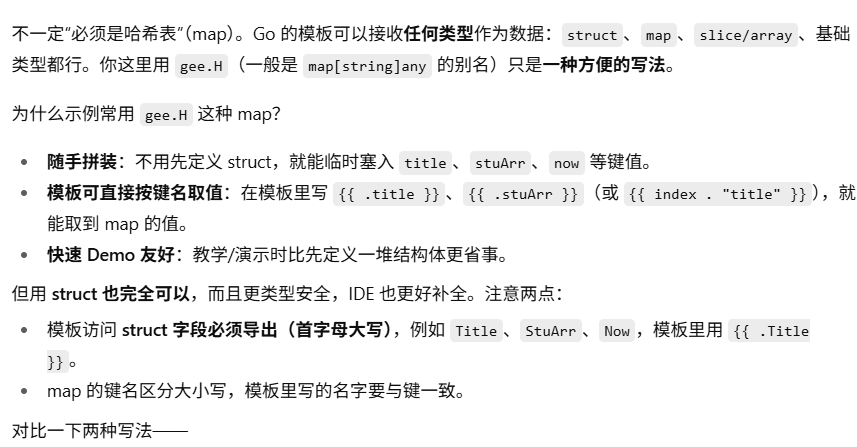 不一定“必须是哈希表”（map）。Go 的模板可以接收任何类型作为数据：struct、map、slice/array、基础
类型都行。你这里用 gee.H（一般是 map[string]any 的别名）只是一种方便的写法。
为什么示例常用 gee.H 这种 map？
• 随手拼装：不用先定义 struct，就能临时塞入 title、stuArr、now 等键值。
• 模板可直接按键名取值：在模板里写 {{ .title }}、{{ .stuArr }}（或 {{ index . "title" }}），就
能取到 map 的值。
• 快速 Demo 友好：教学/演示时比先定义一堆结构体更省事。
但用 struct 也完全可以，而且更类型安全，IDE 也更好补全。注意两点：
• 模板访问 struct 字段必须导出（首字母大写），例如 Title、StuArr、Now，模板里用 {{ .Title
}}。
• map 的键名区分大小写，模板里写的名字要与键一致。
对比一下两种写法——